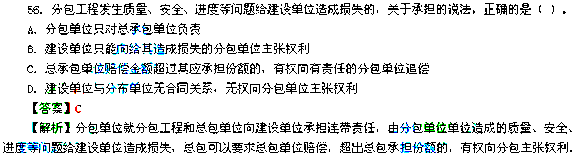 56. 分包工程发生质量、安全、进度等问题给建设单位造成损失的，关于承担的说法，正确的是（ ）。
A. 分包单位只对总承包单位负责
B. 建设单位只能向给其造成损失的分包单位主张权利
C. 总承包单位赔偿金额超过其应承担份额的，有权向有责任的分包单位追偿
D. 建设单位与分布单位无合同关系，无权向分包单位主张权利
【答案】C
【解析】分包单位就分包工程和总包单位向建设单位承担连带责任，由分包单位单位造成的质量、安全、
进度等问题给建设单位造成损失，总包可以要求总包单位赔偿，超出总包承担份额的，有权向分包主张权利。